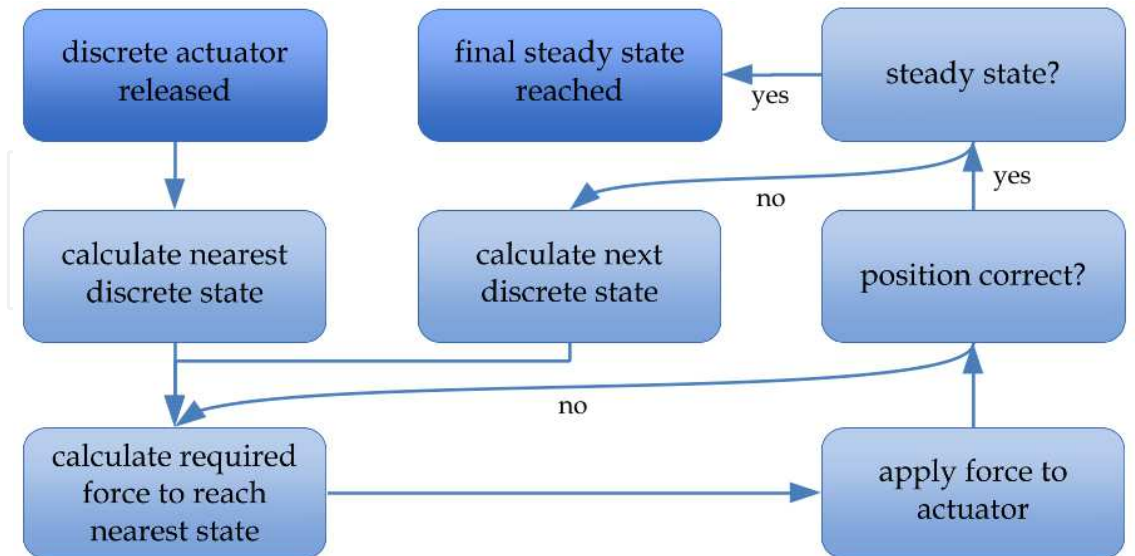 discrete actuator
released
final steady state
reached
steady state?
yes
no
yes
calculate nearest
discrete state
calculate next
discrete state
position correct?
no
calculate required
force to reach
nearest state
apply force to
actuator